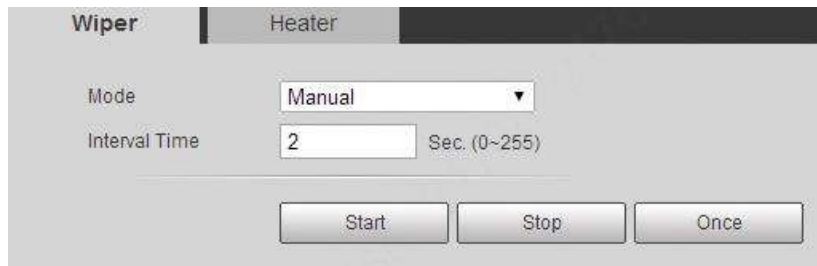 Wiper Heater
Mode Manual
Interval Time 2 Sec. (0~255)
Start Stop Once